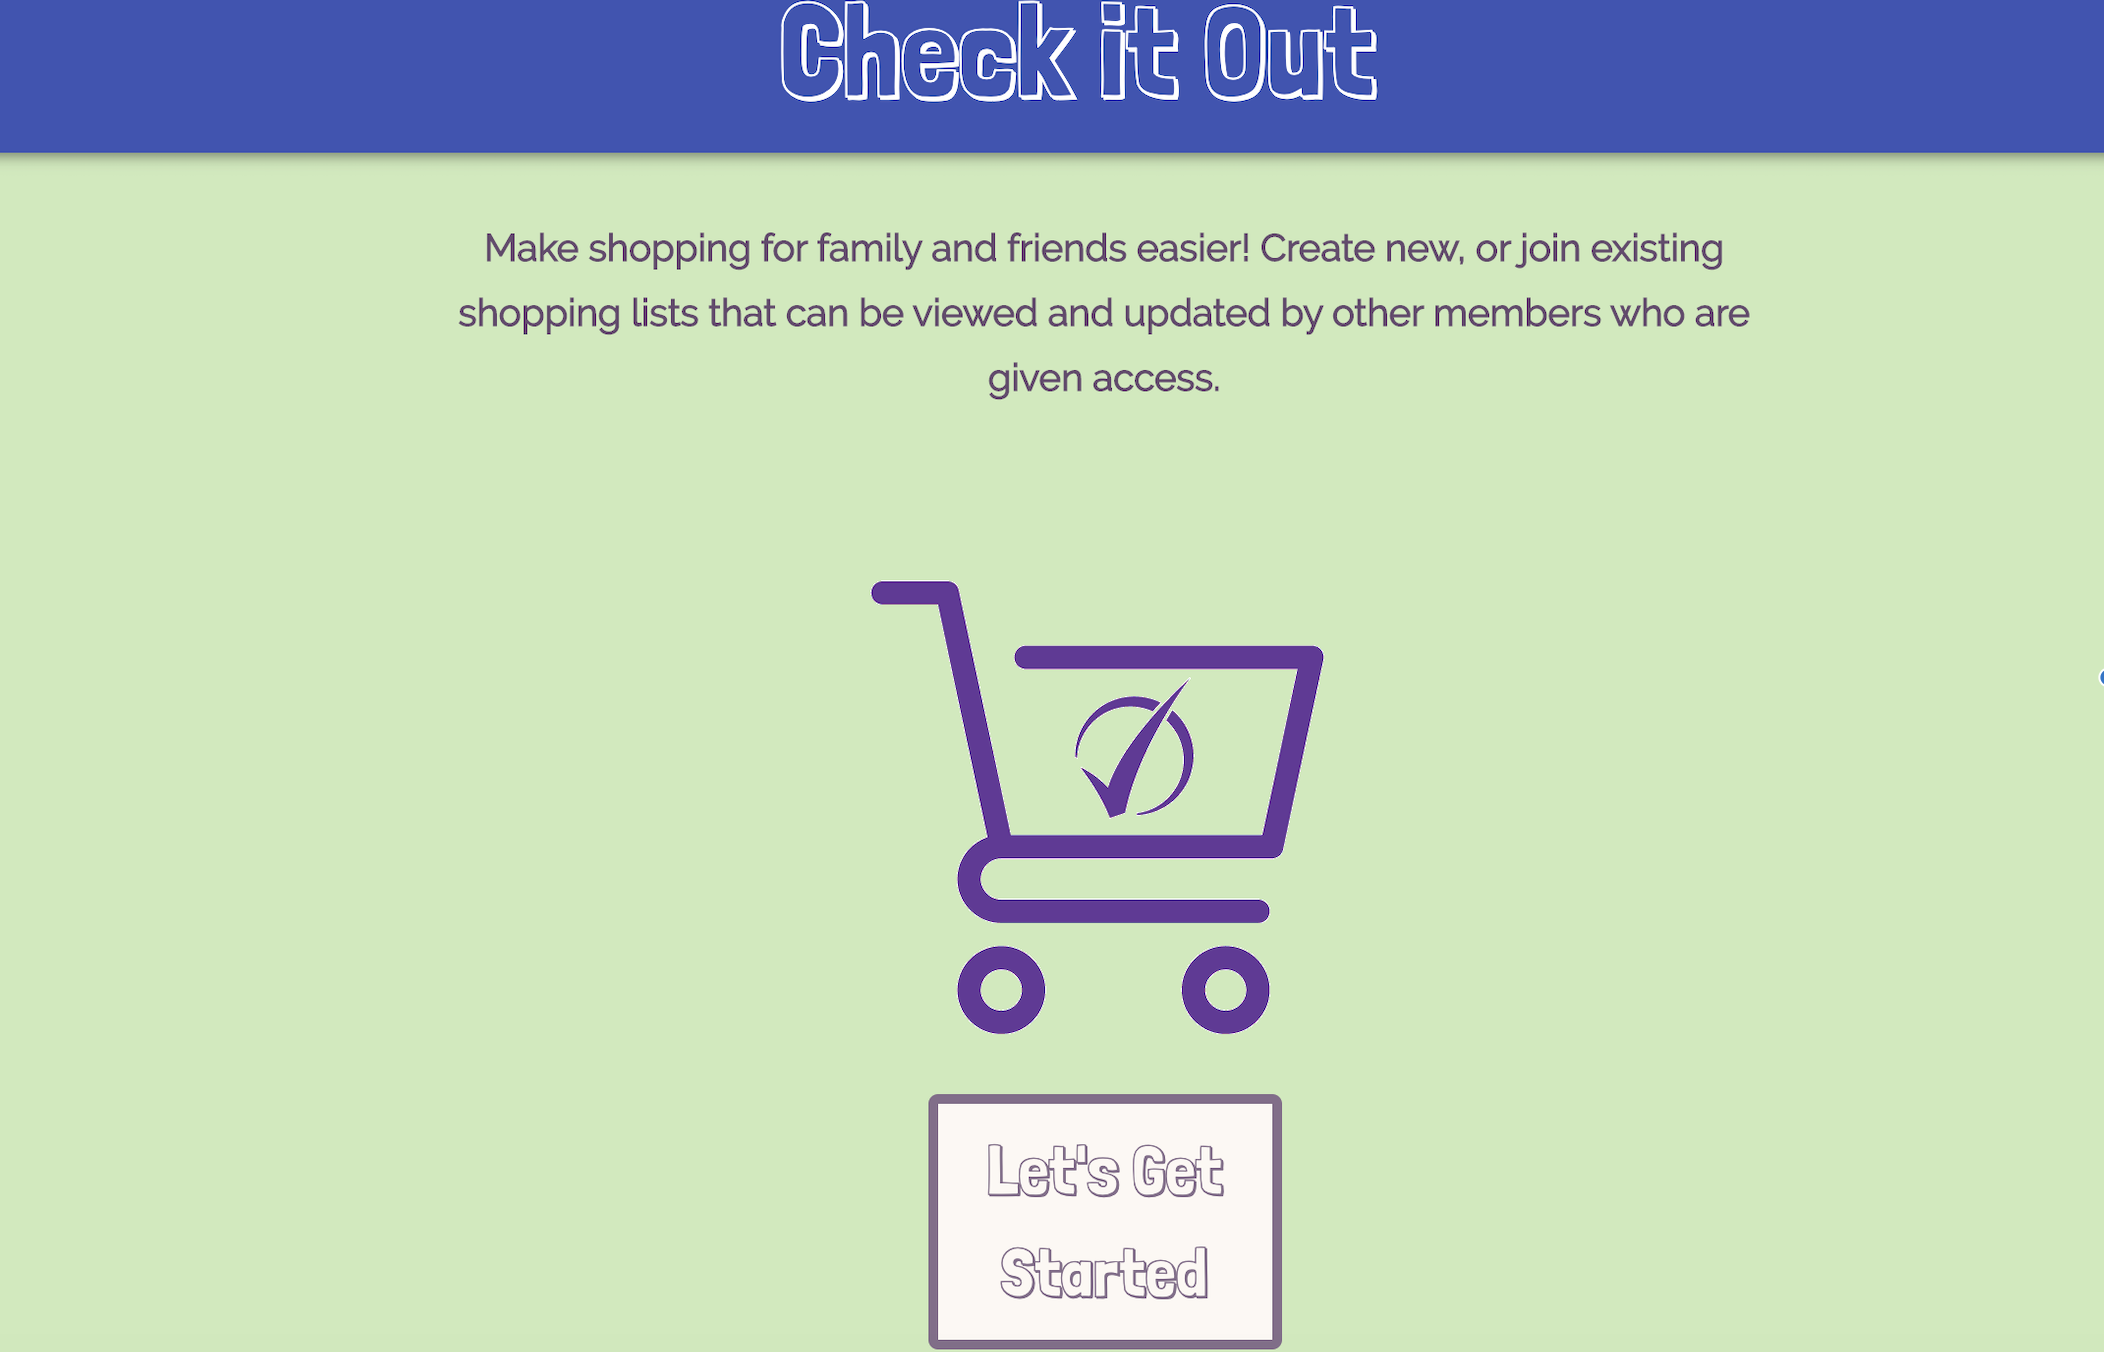 Check it Out
Make shopping for family and friends easier! Create new, or join existing
shopping lists that can be viewed and updated by other members who are
given access.
Let's Get
Started